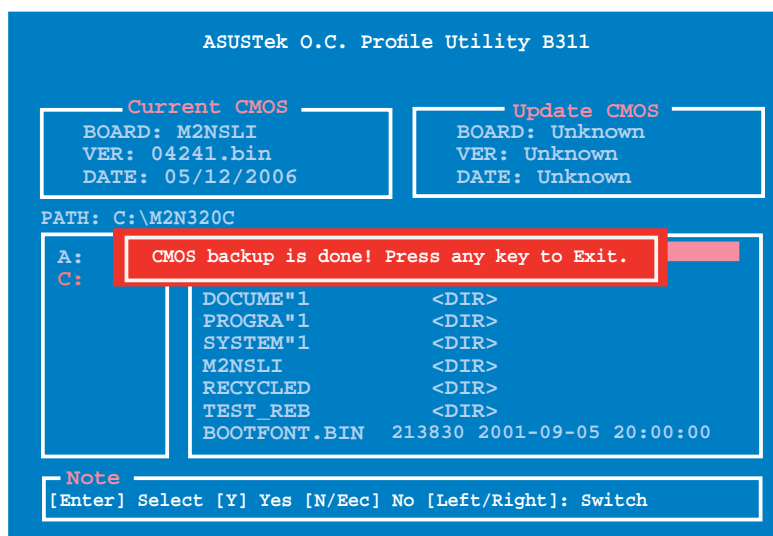 ASUSTek O.C. Profile Utility B311
Current CMOS
BOARD: M2NSLI
VER: 04241.bin
DATE: 05/12/2006
Update CMOS
BOARD: Unknown
VER: Unknown
DATE: Unknown
PATH: C:\M2N320C
A:
C:
CMOS backup is done! Press any key to Exit.
DOCUME"1 <DIR>
PROGRA"1 <DIR>
SYSTEM"1 <DIR>
M2NSLI <DIR>
RECYCLED <DIR>
TEST_REB <DIR>
BOOTFONT.BIN 213830 2001-09-05 20:00:00
Note
[Enter] Select [Y] Yes [N/Eec] No [Left/Right]: Switch